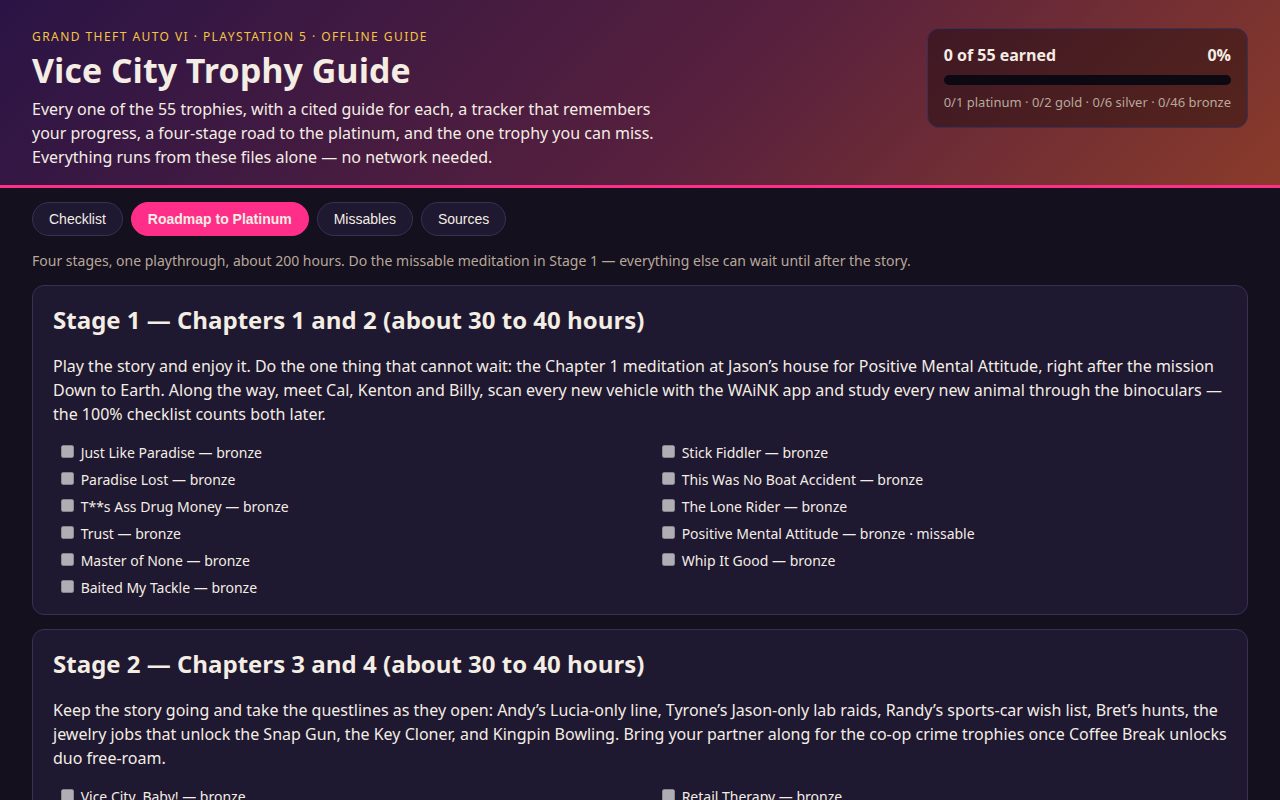 GRAND THEFT AUTO VI · PLAYSTATION 5 · OFFLINE GUIDE
Vice City Trophy Guide
Every one of the 55 trophies, with a cited guide for each, a tracker that remembers
your progress, a four-stage road to the platinum, and the one trophy you can miss.
Everything runs from these files alone — no network needed.
0 of 55 earned 0%
0/1 platinum · 0/2 gold · 0/6 silver · 0/46 bronze
Checklist
Roadmap to Platinum
Missables
Sources
Four stages, one playthrough, about 200 hours. Do the missable meditation in Stage 1 — everything else can wait until after the story.
Stage 1 — Chapters 1 and 2 (about 30 to 40 hours)
Play the story and enjoy it. Do the one thing that cannot wait: the Chapter 1 meditation at Jason’s house for Positive Mental Attitude, right after the mission
Down to Earth. Along the way, meet Cal, Kenton and Billy, scan every new vehicle with the WAiNK app and study every new animal through the binoculars —
the 100% checklist counts both later.
Just Like Paradise — bronze
Stick Fiddler — bronze
Paradise Lost — bronze
This Was No Boat Accident — bronze
T**s Ass Drug Money — bronze
The Lone Rider — bronze
Trust — bronze
Positive Mental Attitude — bronze · missable
Master of None — bronze
Whip It Good — bronze
Baited My Tackle — bronze
Stage 2 — Chapters 3 and 4 (about 30 to 40 hours)
Keep the story going and take the questlines as they open: Andy’s Lucia-only line, Tyrone’s Jason-only lab raids, Randy’s sports-car wish list, Bret’s hunts, the
jewelry jobs that unlock the Snap Gun, the Key Cloner, and Kingpin Bowling. Bring your partner along for the co-op crime trophies once Coffee Break unlocks
duo free-roam.
Vice City, Baby! — bronze
Retail Therapy — bronze